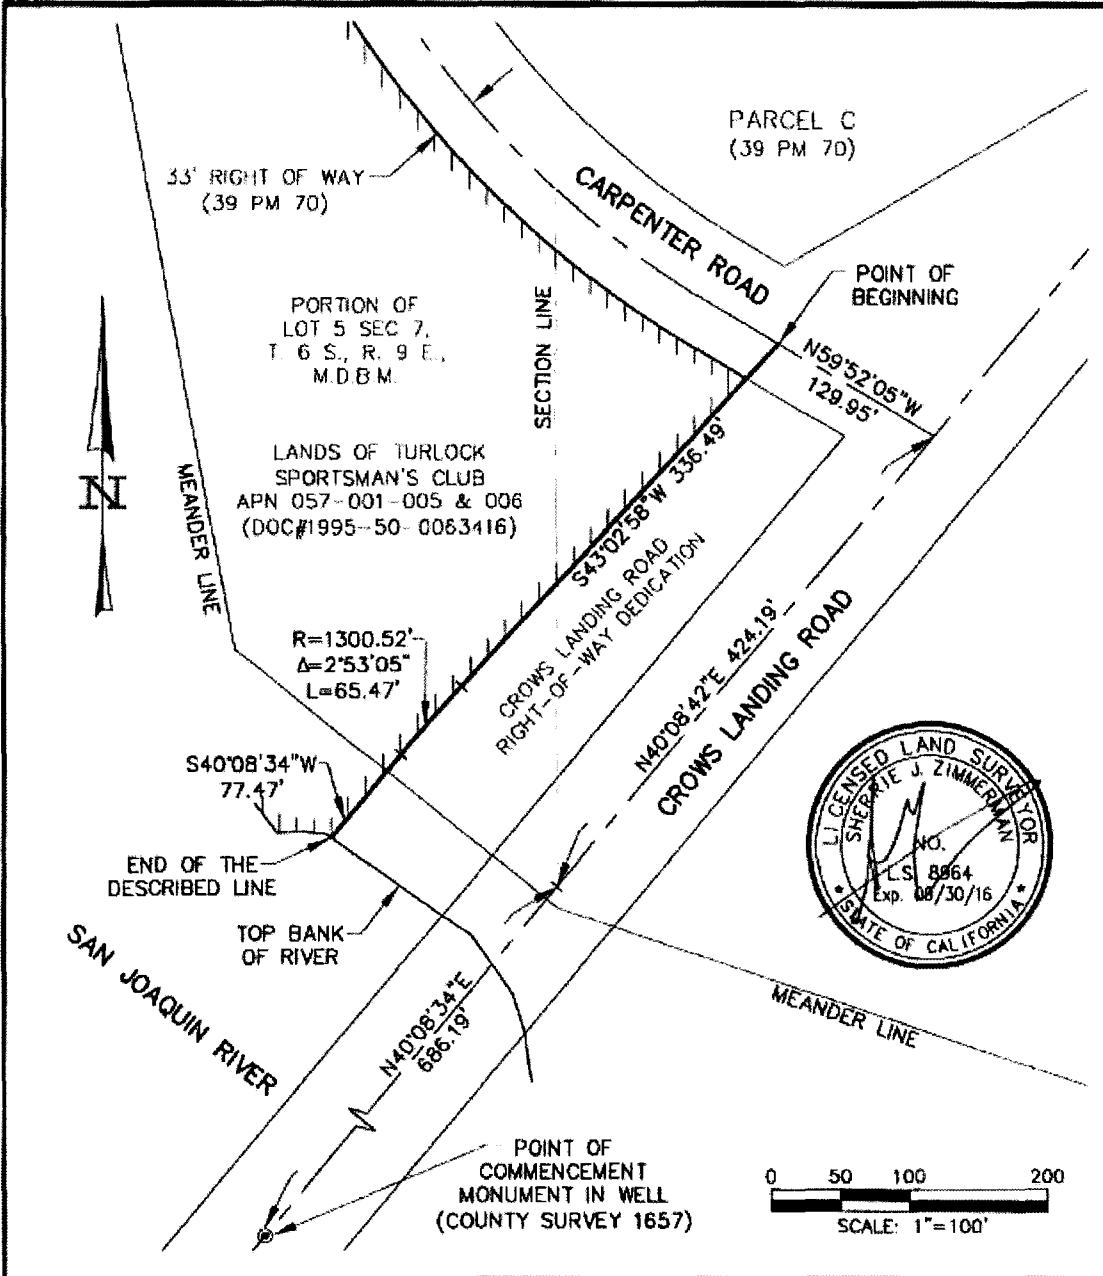 PARCEL C
(39 PM 70)
33' RIGHT OF WAY
(39 PM 70)
CARPENTER ROAD
POINT OF
BEGINNING
PORTION OF
LOT 5 SEC 7,
T. 6 S., R. 9 E.,
M.D.B.M.
SECTION LINE
N59°52'05"W
129.95'
LANDS OF TURLOCK
SPORTSMAN'S CLUB
APN 057-001-005 & 006
(DOC#1995-50-0063416)
N
MEANDER LINE
S43°02'58"W 336.49'
CROWS LANDING ROAD
RIGHT-OF-WAY DEDICATION
N40°08'42"E 424.19'
CROWS LANDING ROAD
R=1300.52'
Δ=2°53'05"
L=65.47'
S40°08'34"W
77.47'
END OF THE
DESCRIBED LINE
TOP BANK
OF RIVER
SAN JOAQUIN RIVER
N40°08'34"E
686.19'
MEANDER LINE
LICENSED LAND SURVEYOR
SHERRIE J. ZIMMERMAN
NO.
L.S. 8964
Exp. 09/30/16
STATE OF CALIFORNIA
POINT OF
COMMENCEMENT
MONUMENT IN WELL
(COUNTY SURVEY 1657)
0 50 100 200
SCALE: 1"=100'